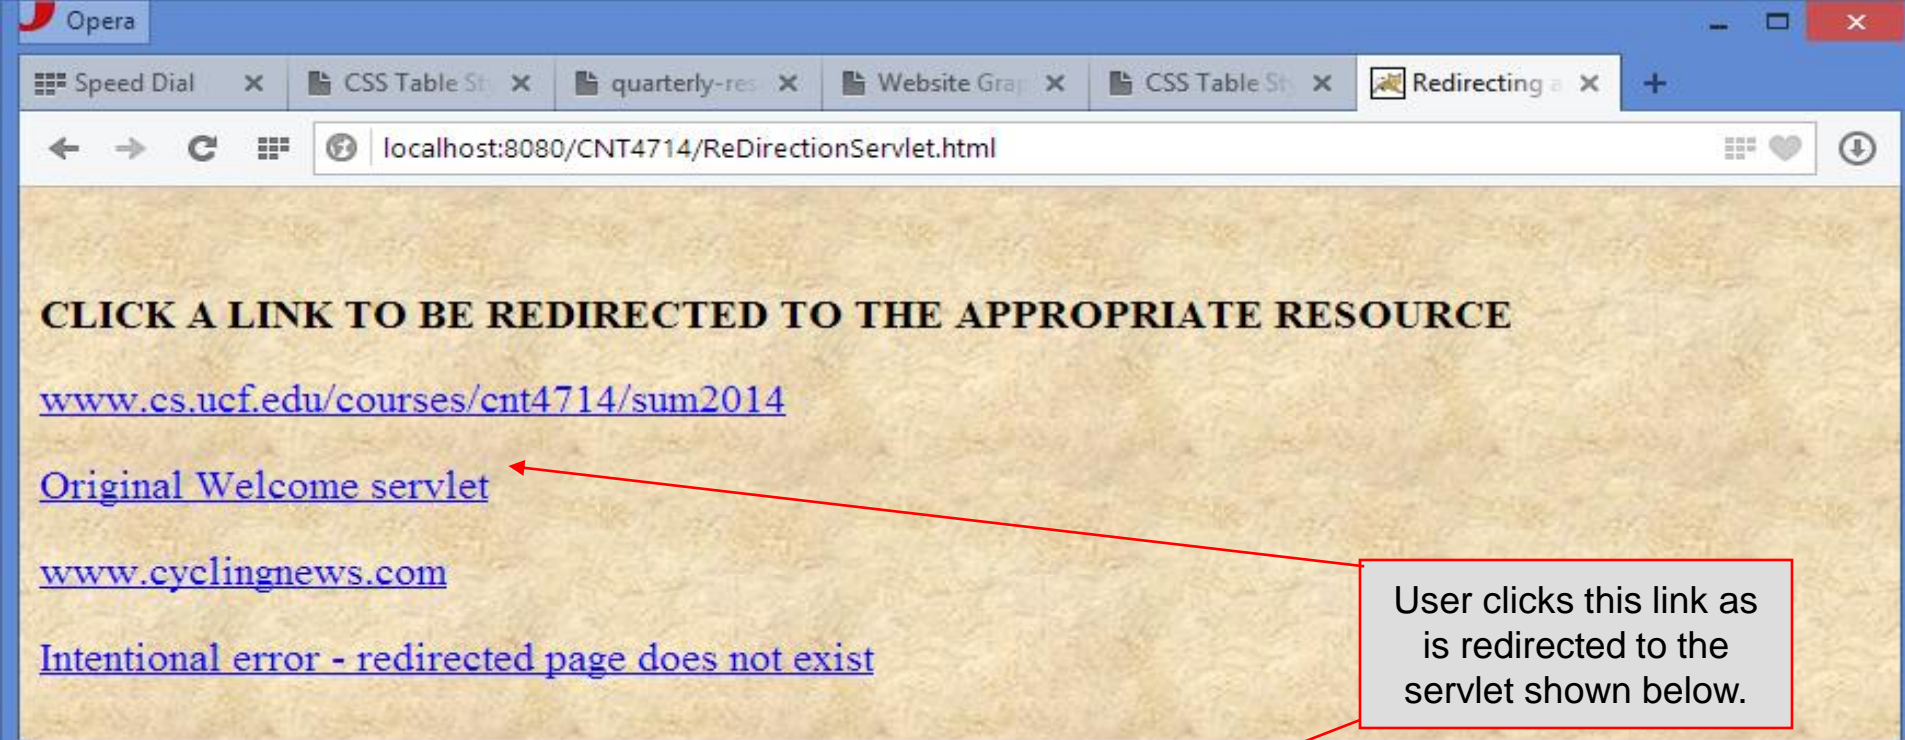 Opera
Speed Dial
CSS Table St
quarterly-res
Website Grap
CSS Table St
Redirecting a
localhost:8080/CNT4714/ReDirectionServlet.html
CLICK A LINK TO BE REDIRECTED TO THE APPROPRIATE RESOURCE
www.cs.ucf.edu/courses/cnt4714/sum2014
Original Welcome servlet
www.cyclingnews.com
Intentional error - redirected page does not exist
User clicks this link as
is redirected to the
servlet shown below.